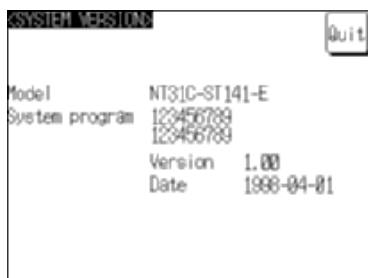 <SYSTEM VERSION>
Quit
Model NT31C-ST141-E
System program 123456789
123456789
Version 1.00
Date 1998-04-01